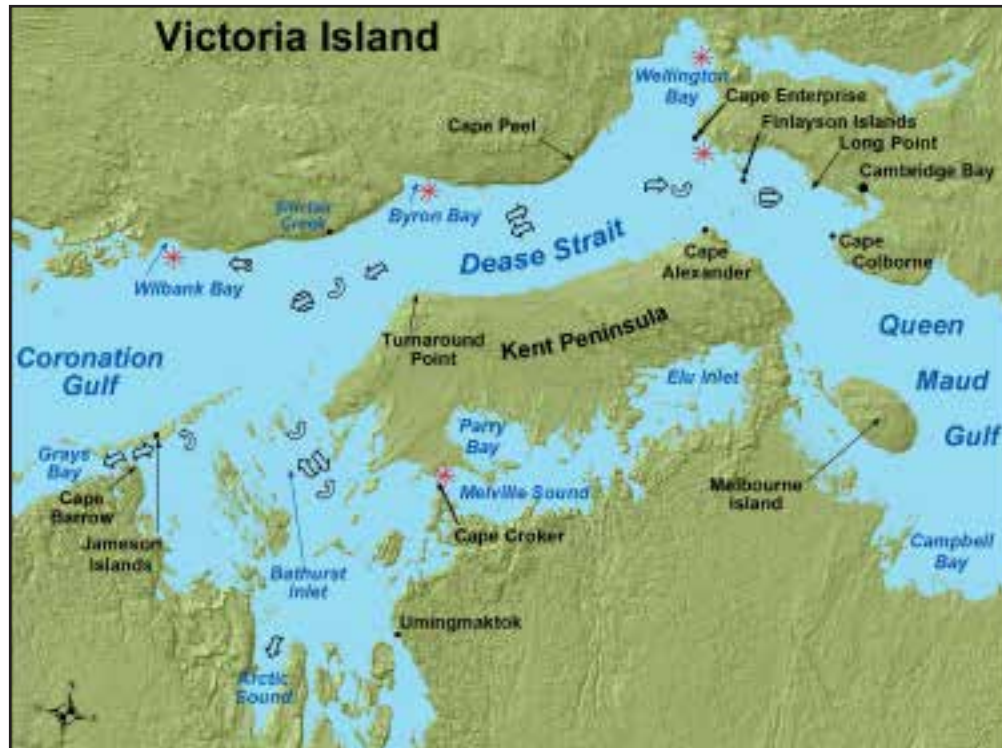 Victoria Island
Wellington
Bay
Cape Enterprise
Finlayson Islands
Long Point
Cambridge Bay
Cape Peel
Byron Bay
Wilbank Bay
Dease Strait
Cape
Alexander
Cape
Colborne
Coronation
Gulf
Turnaround
Point
Kent Peninsula
Queen
Maud
Gulf
Elu Inlet
Parry
Bay
Grays
Bay
Cape
Barrow
Melville Sound
Melbourne
island
Jameson
Islands
Cape Croker
Bathurst
Inlet
Campbell
Bay
Umingmaktok
Arctic
Sound